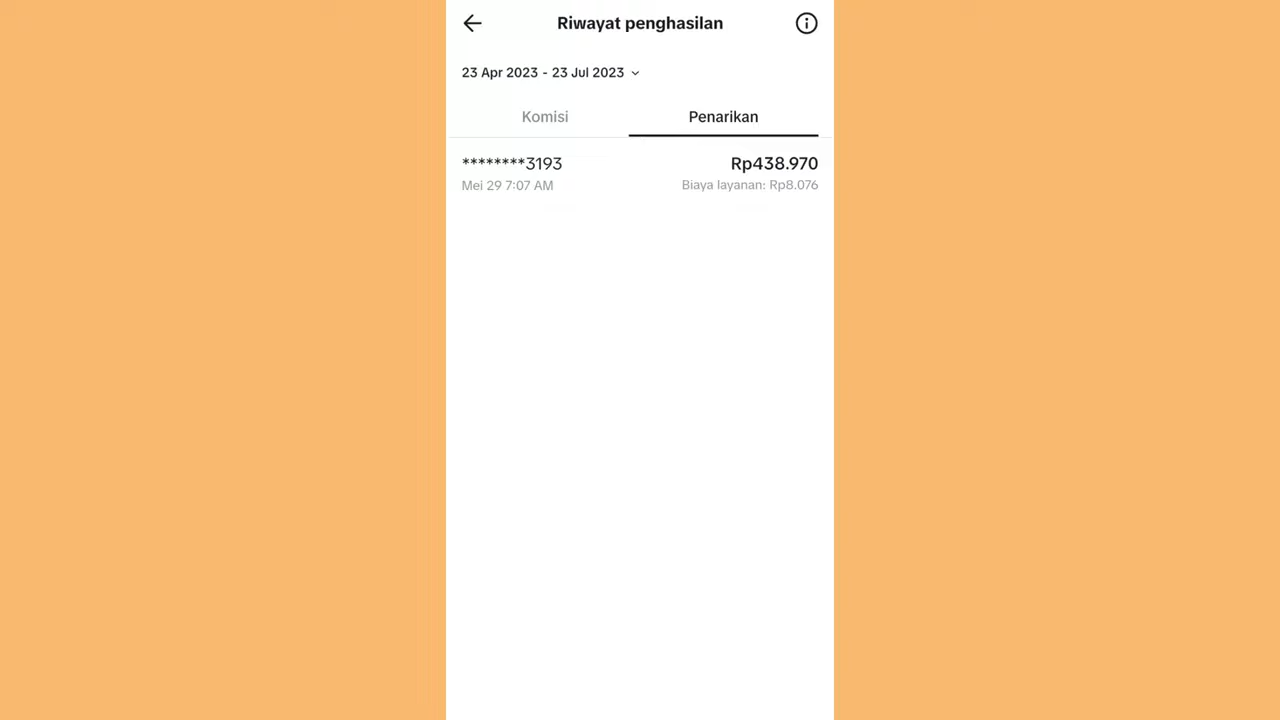 Riwayat penghasilan
23 Apr 2023 - 23 Jul 2023
Komisi
Penarikan
********3193
Rp438.970
Mei 29 7:07 AM
Biaya layanan: Rp8.076